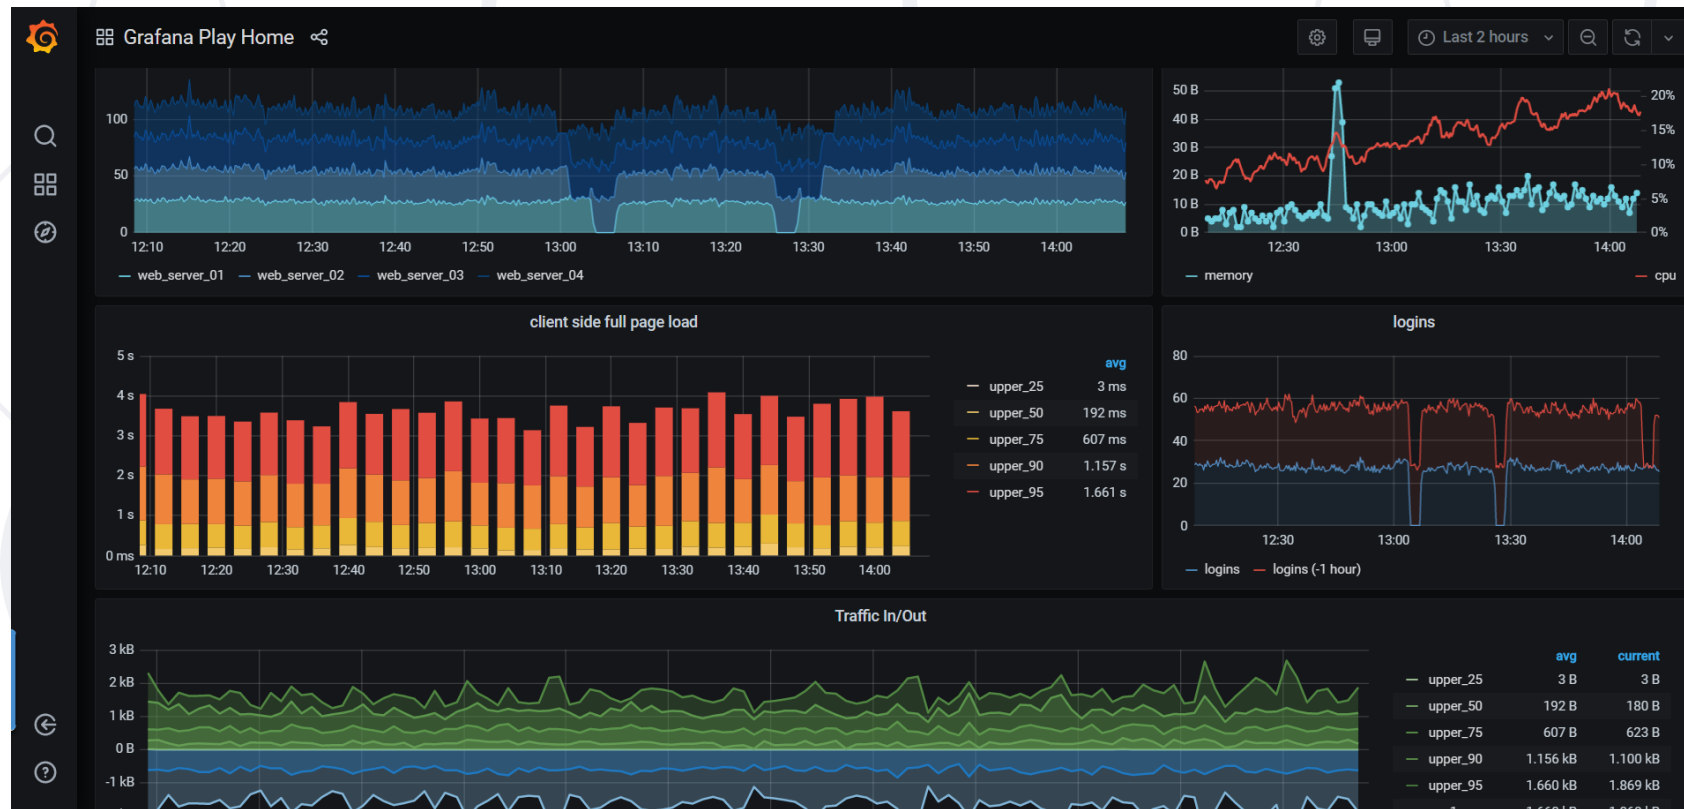 Grafana Play Home
Last 2 hours
100
50
0
12:10 12:20 12:30 12:40 12:50 13:00 13:10 13:20 13:30 13:40 13:50 14:00
web_server_01 web_server_02 web_server_03 web_server_04
50 B 20%
40 B 15%
30 B 10%
20 B
10 B 5%
0 B 0%
12:30 13:00 13:30 14:00
memory cpu
client side full page load
5 s
4 s
3 s
2 s
1 s
0 ms
12:10 12:20 12:30 12:40 12:50 13:00 13:10 13:20 13:30 13:40 13:50 14:00
avg
upper_25 3 ms
upper_50 192 ms
upper_75 607 ms
upper_90 1.157 s
upper_95 1.661 s
logins
80
60
40
20
0
12:30 13:00 13:30 14:00
logins logins (-1 hour)
Traffic In/Out
3 kB
2 kB
1 kB
0 B
-1 kB
avg current
upper_25 3 B 3 B
upper_50 192 B 180 B
upper_75 607 B 623 B
upper_90 1.156 kB 1.100 kB
upper_95 1.660 kB 1.869 kB